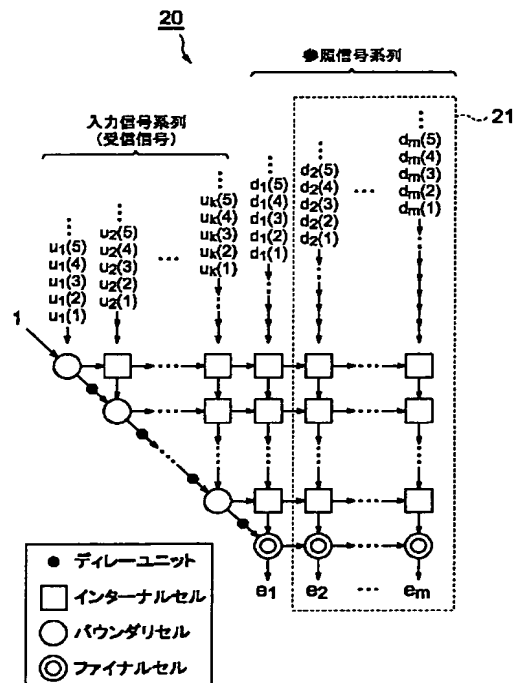 20
参照信号系列
21
入力信号系列
(受信信号)
u1(5)
u1(4)
u1(3)
u1(2)
u1(1)
u2(5)
u2(4)
u2(3)
u2(2)
u2(1)
...
uk(5)
uk(4)
uk(3)
uk(2)
uk(1)
d1(5)
d1(4)
d1(3)
d1(2)
d1(1)
d2(5)
d2(4)
d2(3)
d2(2)
d2(1)
...
dm(5)
dm(4)
dm(3)
dm(2)
dm(1)
1
e1 e2 ... em
ディレーユニット
インターナルセル
バウンダリセル
ファイナルセル